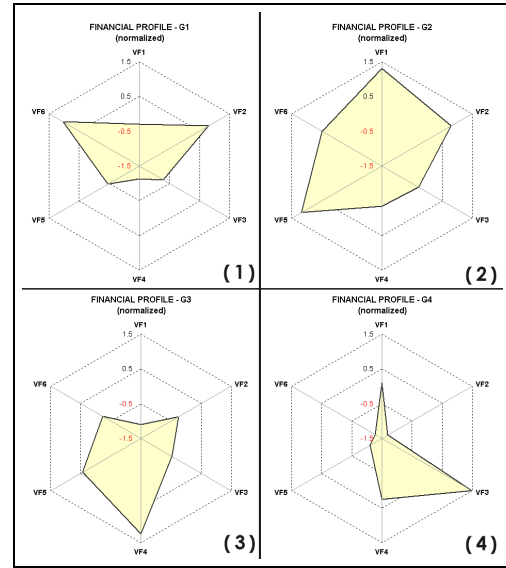 FINANCIAL PROFILE - G1
(normalized)
VF1
1.5
0.5
-0.5
-1.5
VF2
VF3
VF4
VF5
VF6
(1)
FINANCIAL PROFILE - G2
(normalized)
VF1
1.5
0.5
-0.5
-1.5
VF2
VF3
VF4
VF5
VF6
(2)
FINANCIAL PROFILE - G3
(normalized)
VF1
1.5
0.5
-0.5
-1.5
VF2
VF3
VF4
VF5
VF6
(3)
FINANCIAL PROFILE - G4
(normalized)
VF1
1.5
0.5
-0.5
-1.5
VF2
VF3
VF4
VF5
VF6
(4)